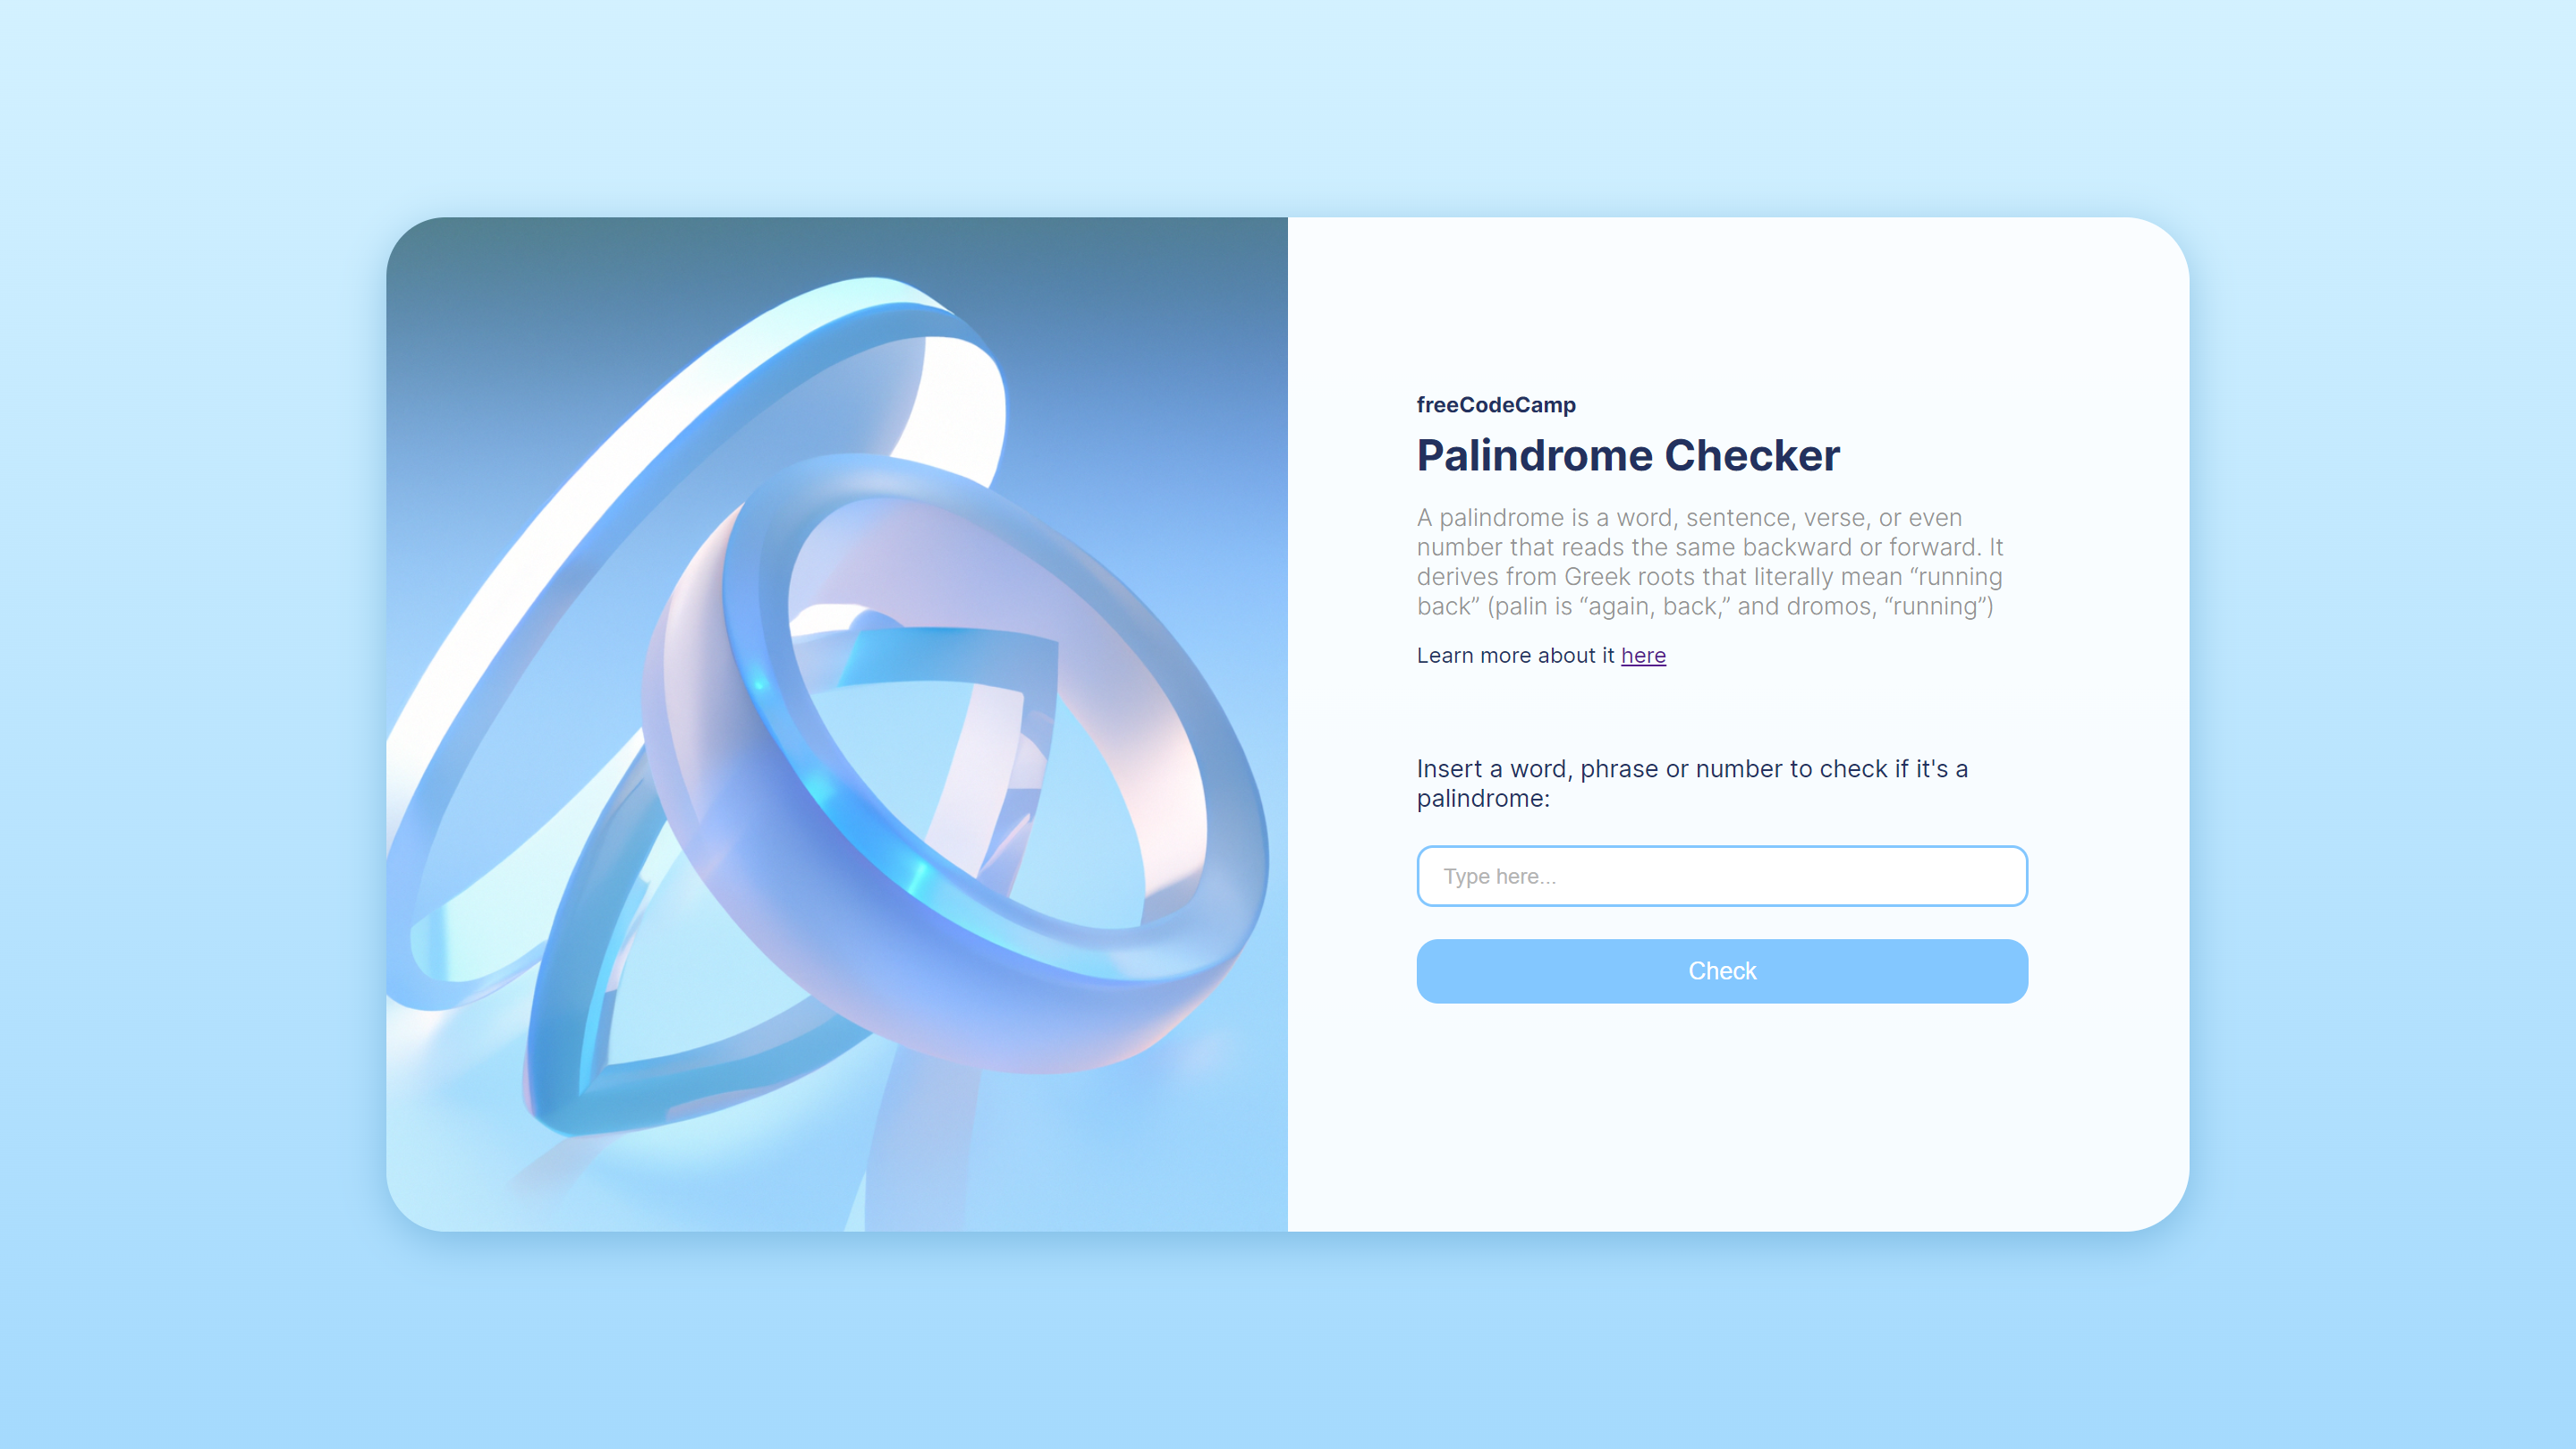 freeCodeCamp
Palindrome Checker
A palindrome is a word, sentence, verse, or even
number that reads the same backward or forward. It
derives from Greek roots that literally mean “running
back” (palin is “again, back,” and dromos, “running”)
Learn more about it here
Insert a word, phrase or number to check if it's a
palindrome:
Type here...
Check